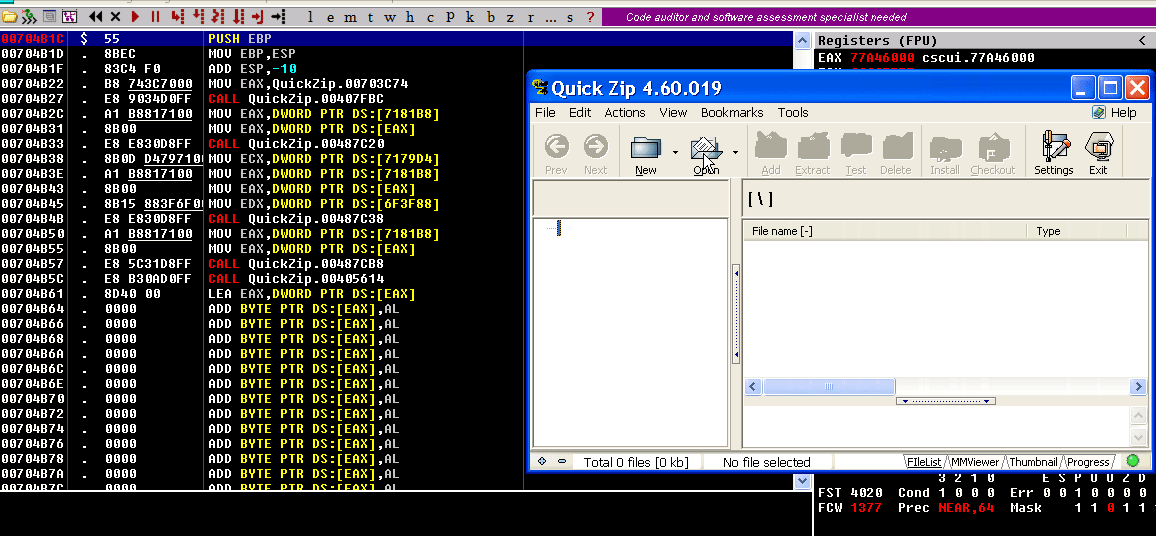 l e m t w h c P k b z r ... s ?
Code auditor and software assessment specialist needed
00704B1C $ 55 PUSH EBP
00704B1D . 8BEC MOV EBP,ESP
00704B1F . 83C4 F0 ADD ESP,-10
00704B22 . B8 743C7000 MOV EAX,QuickZip.00703C74
00704B27 . E8 9034D0FF CALL QuickZip.00407FBC
00704B2C . A1 B8817100 MOV EAX,DWORD PTR DS:[7181B8]
00704B31 . 8B00 MOV EAX,DWORD PTR DS:[EAX]
00704B33 . E8 E830D8FF CALL QuickZip.00487C20
00704B38 . 8B0D D4797100 MOV ECX,DWORD PTR DS:[7179D4]
00704B3E . A1 B8817100 MOV EAX,DWORD PTR DS:[7181B8]
00704B43 . 8B00 MOV EAX,DWORD PTR DS:[EAX]
00704B45 . 8B15 883F6F00 MOV EDX,DWORD PTR DS:[6F3F88]
00704B4B . E8 E830D8FF CALL QuickZip.00487C38
00704B50 . A1 B8817100 MOV EAX,DWORD PTR DS:[7181B8]
00704B55 . 8B00 MOV EAX,DWORD PTR DS:[EAX]
00704B57 . E8 5C31D8FF CALL QuickZip.00487CB8
00704B5C . E8 B30AD0FF CALL QuickZip.00405614
00704B61 . 8D40 00 LEA EAX,DWORD PTR DS:[EAX]
00704B64 . 0000 ADD BYTE PTR DS:[EAX],AL
00704B66 . 0000 ADD BYTE PTR DS:[EAX],AL
00704B68 . 0000 ADD BYTE PTR DS:[EAX],AL
00704B6A . 0000 ADD BYTE PTR DS:[EAX],AL
00704B6C . 0000 ADD BYTE PTR DS:[EAX],AL
00704B6E . 0000 ADD BYTE PTR DS:[EAX],AL
00704B70 . 0000 ADD BYTE PTR DS:[EAX],AL
00704B72 . 0000 ADD BYTE PTR DS:[EAX],AL
00704B74 . 0000 ADD BYTE PTR DS:[EAX],AL
00704B76 . 0000 ADD BYTE PTR DS:[EAX],AL
00704B78 . 0000 ADD BYTE PTR DS:[EAX],AL
00704B7A . 0000 ADD BYTE PTR DS:[EAX],AL
00704B7C . 0000 ADD BYTE PTR DS:[EAX],AL
Registers (FPU) <
EAX 77A46000 cscui.77A46000
Quick Zip 4.60.019
File Edit Actions View Bookmarks Tools Help
Prev Next New Open Add Extract Test Delete Install Checkout Settings Exit
[ \ ]
File name [-] Type
Total 0 files [0 kb] No file selected FIleList MMViewer Thumbnail Progress
3 2 1 0 E S P U O Z D
FST 4020 Cond 1 0 0 0 Err 0 0 1 0 0 0 0
FCW 1377 Prec NEAR,64 Mask 1 1 0 1 1